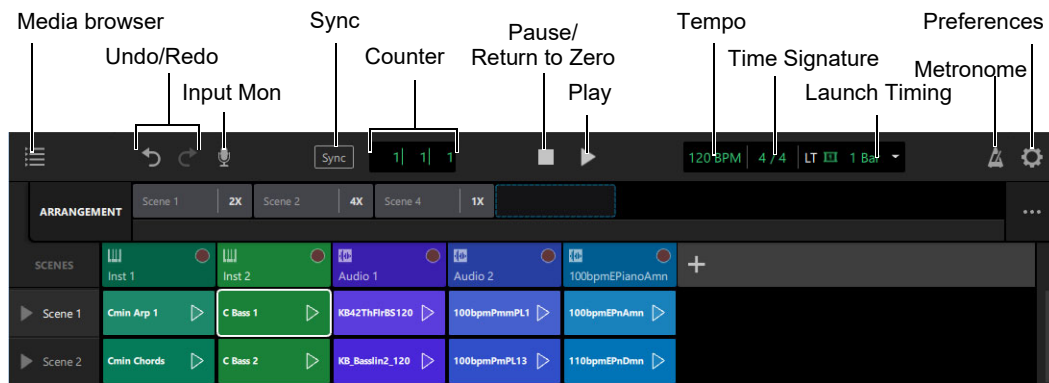 Media browser
Sync
Pause/
Return to Zero
Tempo
Preferences
Undo/Redo
Counter
Time Signature
Metronome
Input Mon
Play
Launch Timing
Sync
1| 1| 1
120 BPM 4 / 4 LT 1 Bar
ARRANGEMENT
Scene 1 2X Scene 2 4X Scene 4 1X
SCENES
Inst 1
Inst 2
Audio 1
Audio 2
100bpmEPianoAmn
Scene 1
Cmin Arp 1
C Bass 1
KB42ThFlrBS120
100bpmPmmPL1
100bpmEPnAmn
Scene 2
Cmin Chords
C Bass 2
KB_Basslin2_120
100bpmPmPL13
110bpmEPnDmn